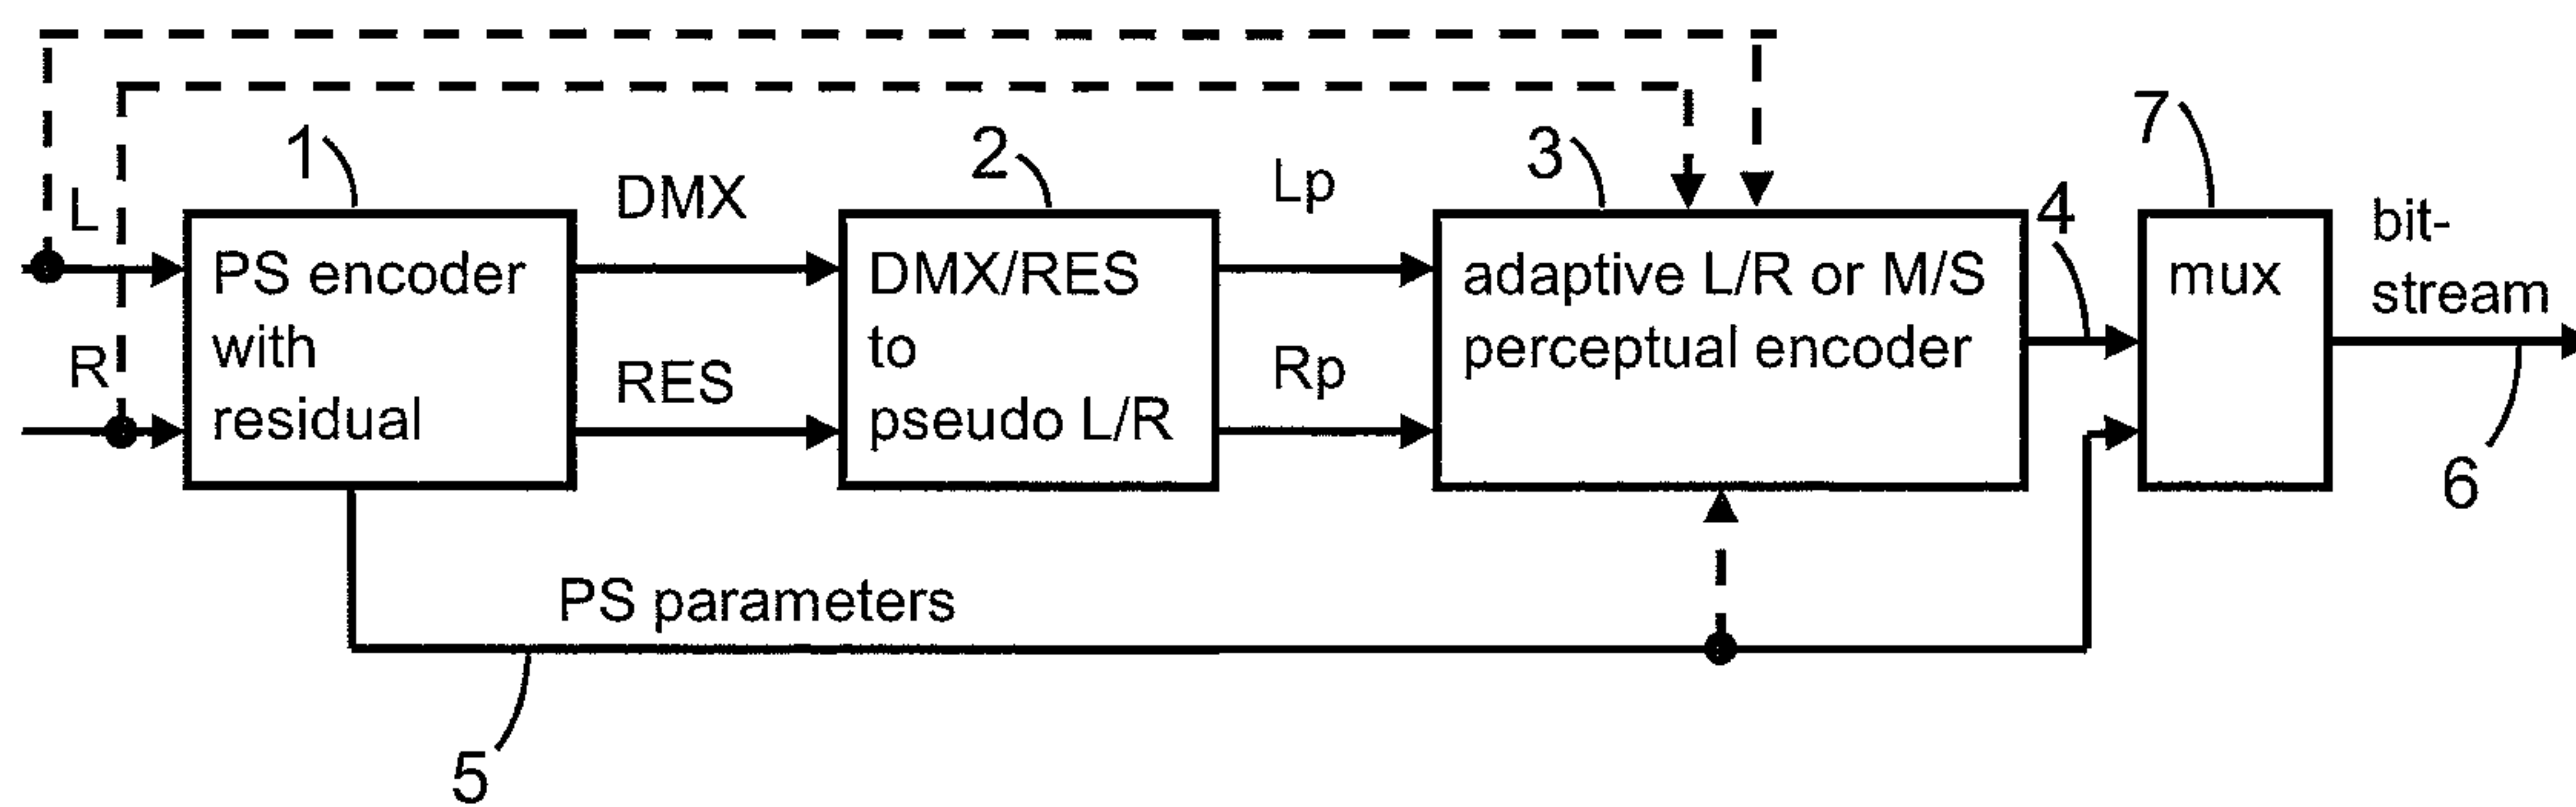 1
2
3
7
L
DMX
Lp
4
bit-
stream
PS encoder
with
residual
DMX/RES
to
pseudo L/R
adaptive L/R or M/S
perceptual encoder
mux
R
RES
Rp
6
PS parameters
5